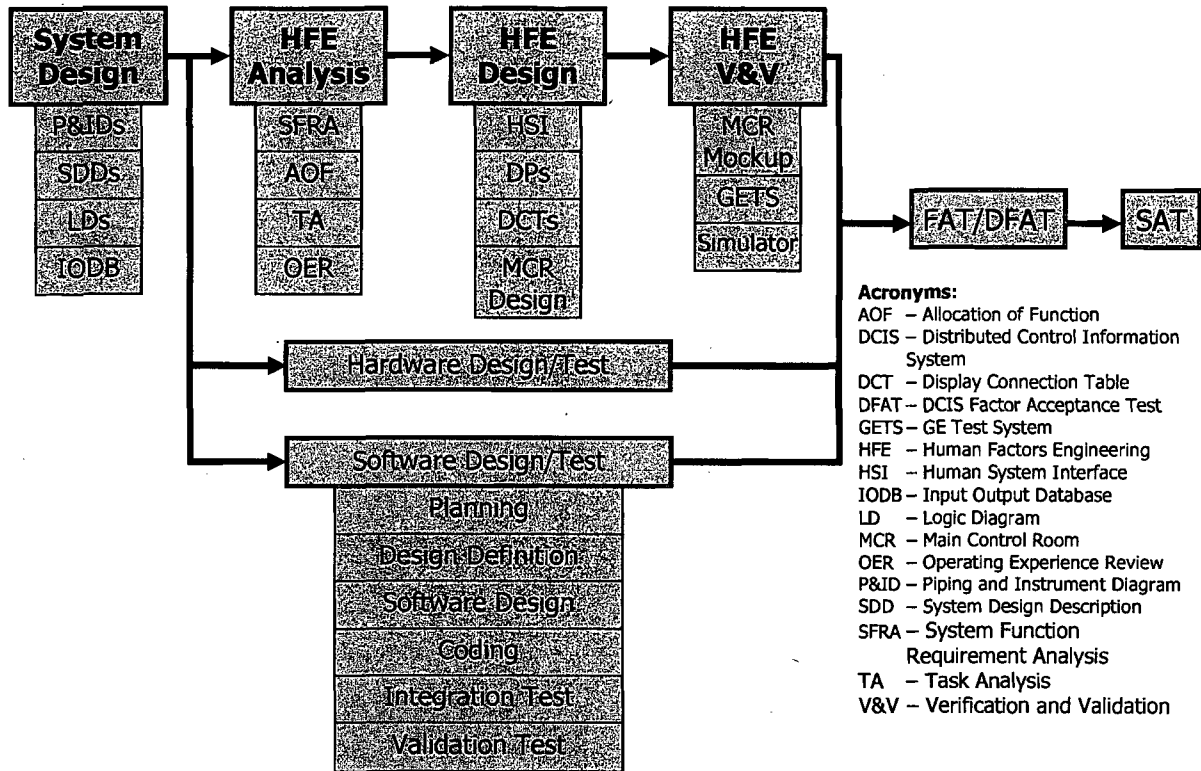 System
Design
HFE
Analysis
HFE
Design
HFE
V&V
P&IDs
SDDs
LDs
IODB
SFRA
AOF
TA
OER
HSI
DPs
DCTs
MCR
Design
MCR
Mockup
GETS
Simulator
FAT/DFAT
SAT
Hardware Design/Test
Software Design/Test
Planning
Design Definition
Software Design
Coding
Integration Test
Validation Test
Acronyms:
AOF – Allocation of Function
DCIS – Distributed Control Information
System
DCT – Display Connection Table
DFAT – DCIS Factor Acceptance Test
GETS – GE Test System
HFE – Human Factors Engineering
HSI – Human System Interface
IODB – Input Output Database
LD – Logic Diagram
MCR – Main Control Room
OER – Operating Experience Review
P&ID – Piping and Instrument Diagram
SDD – System Design Description
SFRA – System Function
Requirement Analysis
TA – Task Analysis
V&V – Verification and Validation